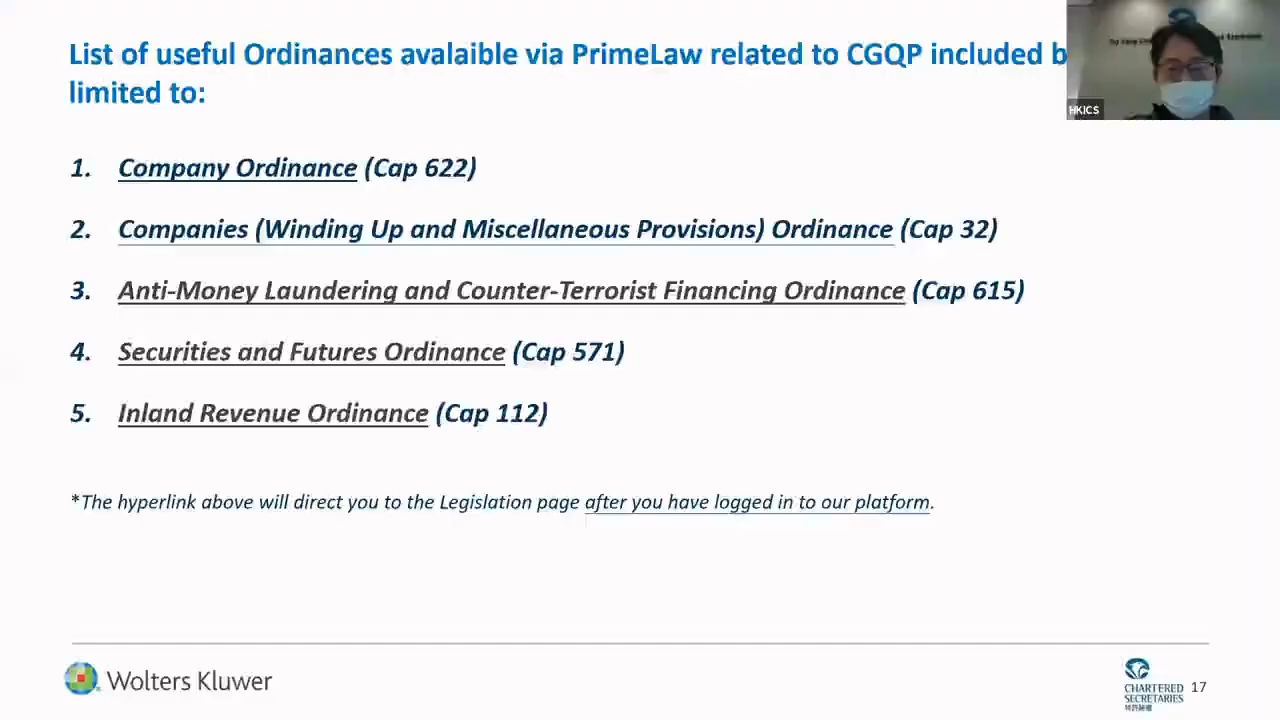 List of useful Ordinances avalaible via PrimeLaw related to CGQP included b
limited to:
HKICS
1. Company Ordinance (Cap 622)
2. Companies (Winding Up and Miscellaneous Provisions) Ordinance (Cap 32)
3. Anti-Money Laundering and Counter-Terrorist Financing Ordinance (Cap 615)
4. Securities and Futures Ordinance (Cap 571)
5. Inland Revenue Ordinance (Cap 112)
*The hyperlink above will direct you to the Legislation page after you have logged in to our platform.
Wolters Kluwer
CHARTERED
SECRETARIES
特許秘書
17